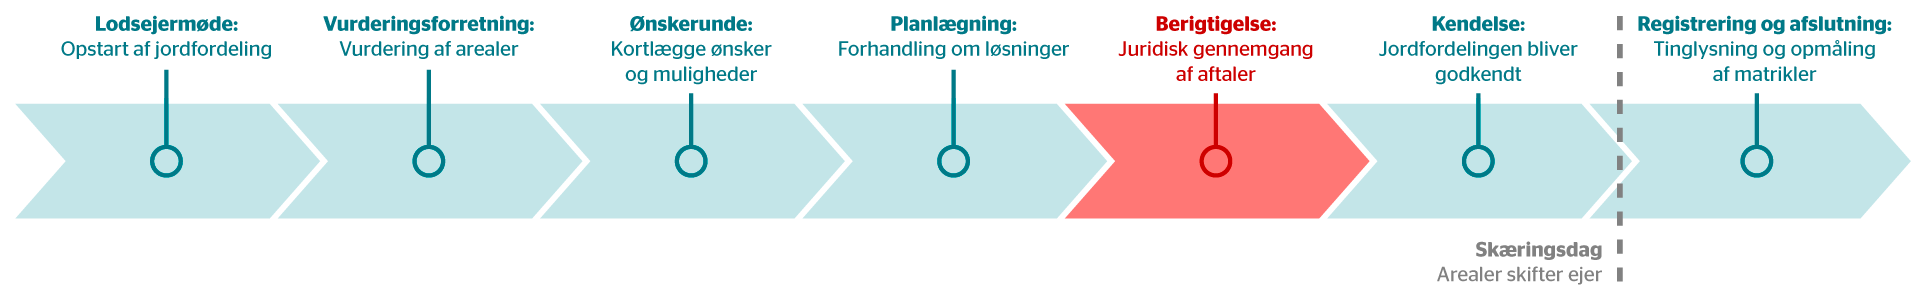 Lodsejermøde:
Opstart af jordfordeling
Vurderingsforretning:
Vurdering af arealer
Ønskerunde:
Kortlægge ønsker
og muligheder
Planlægning:
Forhandling om løsninger
Berigtigelse:
Juridisk gennemgang
af aftaler
Kendelse:
Jordfordelingen bliver
godkendt
Registrering og afslutning:
Tinglysning og opmåling
af matrikler
Skæringsdag
Arealer skifter ejer